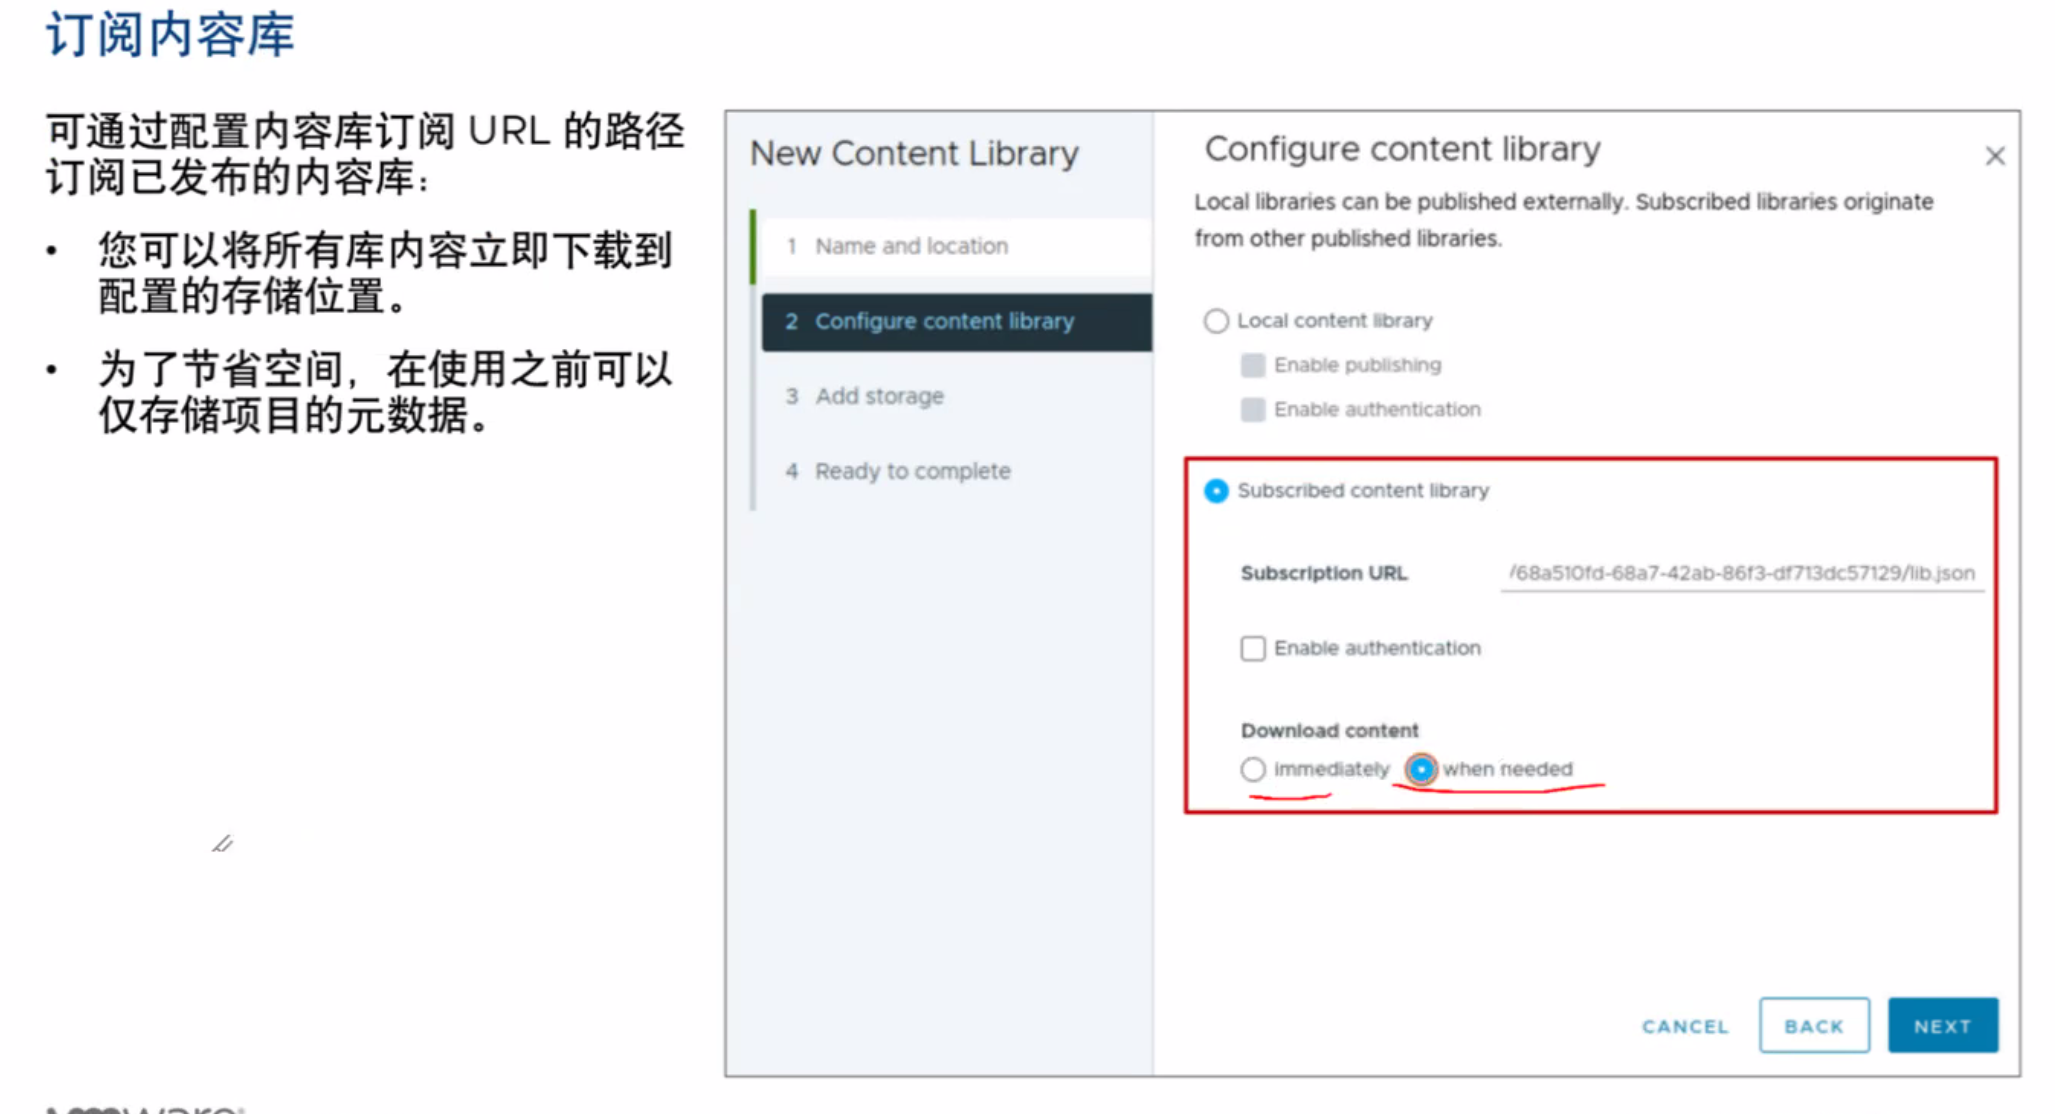 订阅内容库
可通过配置内容库订阅 URL 的路径
订阅已发布的内容库：
• 您可以将所有库内容立即下载到
配置的存储位置。
• 为了节省空间，在使用之前可以
仅存储项目的元数据。
New Content Library
1 Name and location
2 Configure content library
3 Add storage
4 Ready to complete
Configure content library
Local libraries can be published externally. Subscribed libraries originate
from other published libraries.
Local content library
Enable publishing
Enable authentication
Subscribed content library
Subscription URL /68a510fd-68a7-42ab-86f3-df713dc57129/lib.json
Enable authentication
Download content
immediately when needed
CANCEL BACK NEXT
vmware